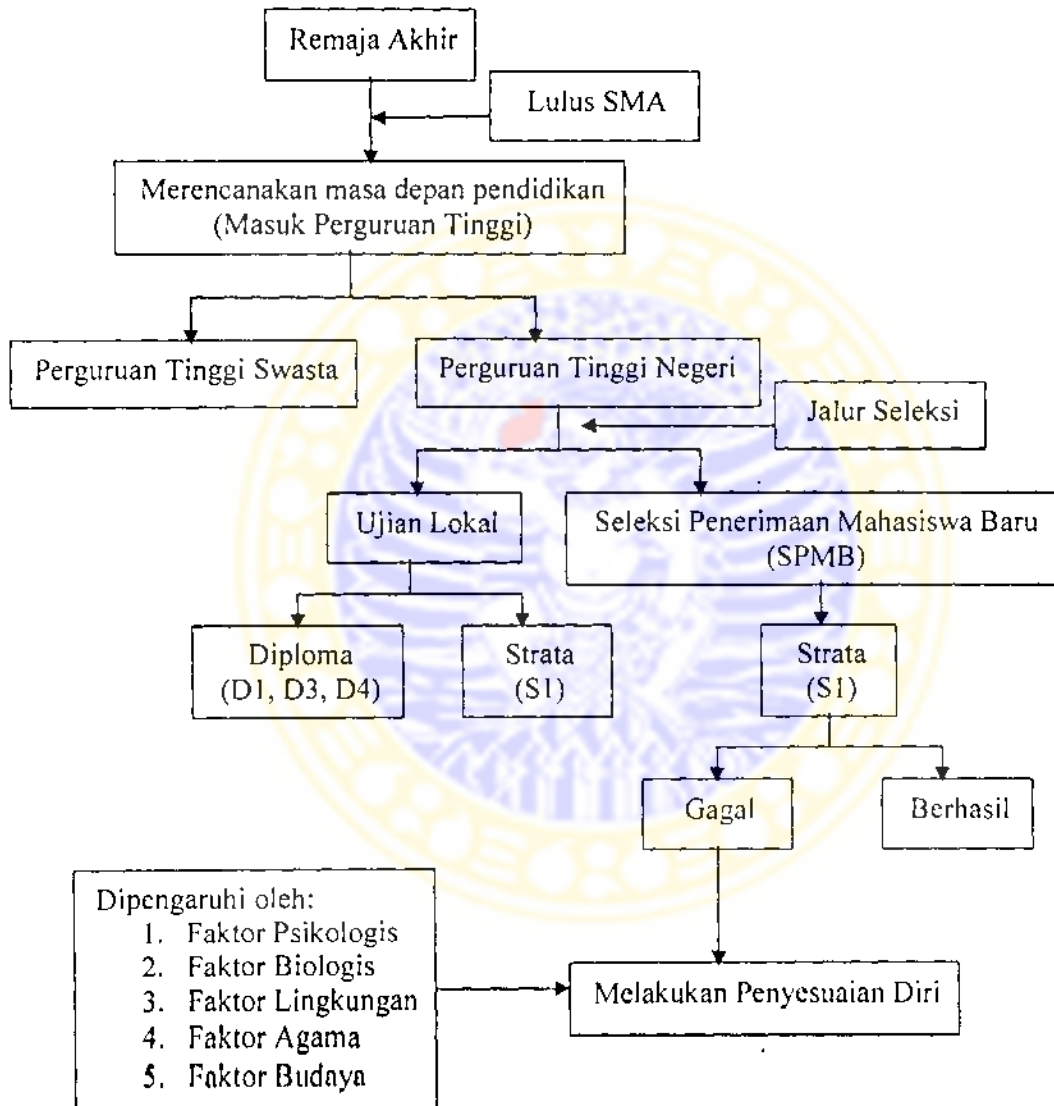 Remaja Akhir
Lulus SMA
Merencanakan masa depan pendidikan
(Masuk Perguruan Tinggi)
Perguruan Tinggi Swasta
Perguruan Tinggi Negeri
Jalur Seleksi
Ujian Lokal
Seleksi Penerimaan Mahasiswa Baru
(SPMB)
Diploma
(D1, D3, D4)
Strata
(S1)
Strata
(S1)
Gagal
Berhasil
Dipengaruhi oleh:
1. Faktor Psikologis
2. Faktor Biologis
3. Faktor Lingkungan
4. Faktor Agama
5. Faktor Budaya
Melakukan Penyesuaian Diri